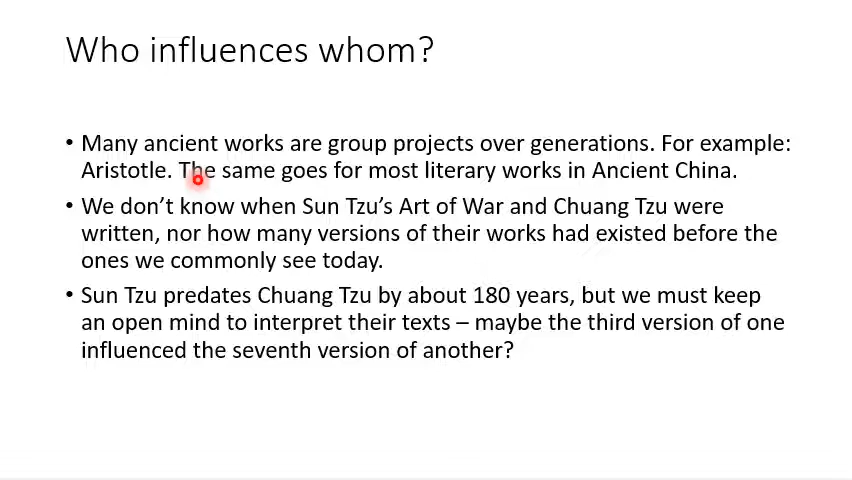 Who influences whom?
• Many ancient works are group projects over generations. For example:
Aristotle. The same goes for most literary works in Ancient China.
• We don’t know when Sun Tzu’s Art of War and Chuang Tzu were
written, nor how many versions of their works had existed before the
ones we commonly see today.
• Sun Tzu predates Chuang Tzu by about 180 years, but we must keep
an open mind to interpret their texts – maybe the third version of one
influenced the seventh version of another?